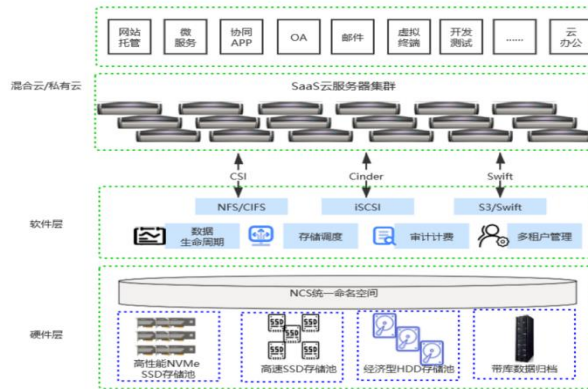 网站
托管
微
服务
协同
APP
OA
邮件
虚拟
终端
开发
测试
......
云
办公
混合云/私有云
SaaS云服务器集群
CSI
Cinder
Swift
NFS/CIFS
iSCSI
S3/Swift
软件层
数据
生命周期
存储调度
审计计费
多租户管理
NCS统一命名空间
硬件层
SSD
SSD
SSD
SSD
SSD
高性能NVMe
SSD存储池
高速SSD存储池
经济型HDD存储池
带库数据归档